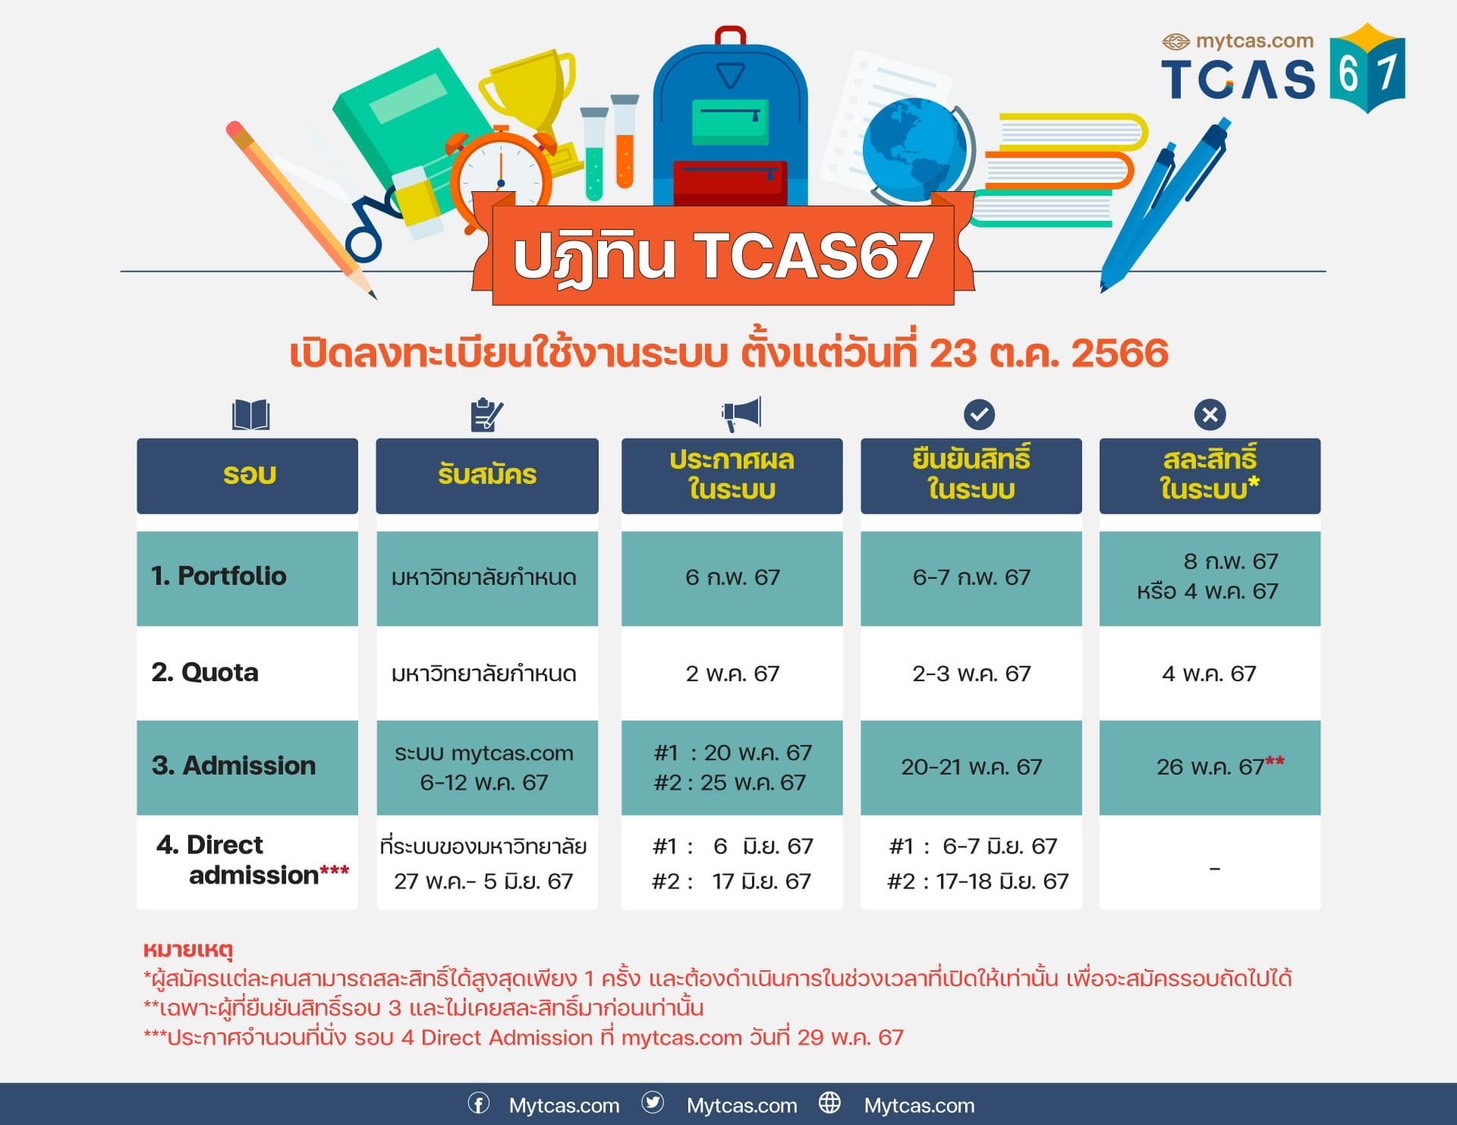 mytcas.com
TCAS 67
ปฏิทิน TCAS67
เปิดลงทะเบียนใช้งานระบบ ตั้งแต่วันที่ 23 ต.ค. 2566
รอบ
รับสมัคร
ประกาศผล
ในระบบ
ยืนยันสิทธิ์
ในระบบ
สละสิทธิ์
ในระบบ*
1. Portfolio
มหาวิทยาลัยกำหนด
6 ก.พ. 67
6-7 ก.พ. 67
8 ก.พ. 67
หรือ 4 พ.ค. 67
2. Quota
มหาวิทยาลัยกำหนด
2 พ.ค. 67
2-3 พ.ค. 67
4 พ.ค. 67
3. Admission
ระบบ mytcas.com
6-12 พ.ค. 67
#1 : 20 พ.ค. 67
#2 : 25 พ.ค. 67
20-21 พ.ค. 67
26 พ.ค. 67**
4. Direct
admission***
ที่ระบบของมหาวิทยาลัย
27 พ.ค.- 5 มิ.ย. 67
#1 : 6 มิ.ย. 67
#2 : 17 มิ.ย. 67
#1 : 6-7 มิ.ย. 67
#2 : 17-18 มิ.ย. 67
-
หมายเหตุ
*ผู้สมัครแต่ละคนสามารถสละสิทธิ์ได้สูงสุดเพียง 1 ครั้ง และต้องดำเนินการในช่วงเวลาที่เปิดให้เท่านั้น เพื่อจะสมัครรอบถัดไปได้
**เฉพาะผู้ที่ยืนยันสิทธิ์รอบ 3 และไม่เคยสละสิทธิ์มาก่อนเท่านั้น
***ประกาศจำนวนที่นั่ง รอบ 4 Direct Admission ที่ mytcas.com วันที่ 29 พ.ค. 67
Mytcas.com Mytcas.com Mytcas.com